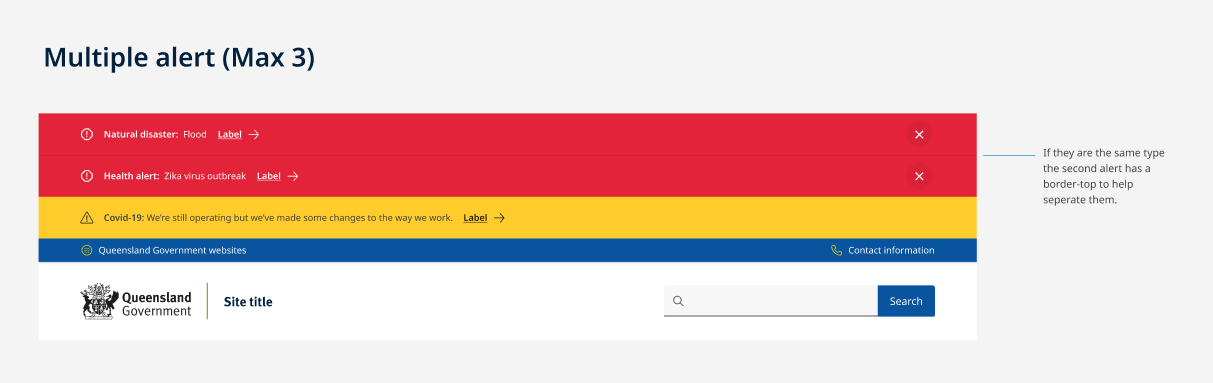 Multiple alert (Max 3)
Natural disaster: Flood Label
Health alert: Zika virus outbreak Label
If they are the same type
the second alert has a
border-top to help
seperate them.
Covid-19: We're still operating but we've made some changes to the way we work. Label
Queensland Government websites
Contact information
Queensland
Government
Site title
Search